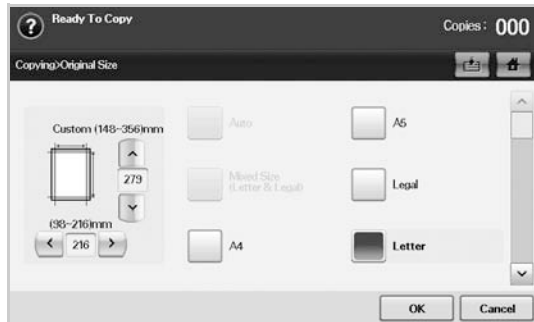 ? Ready To Copy
Copies: 000
Copying>Original Size
Custom (148~356)mm
279
(98~216)mm
216
Auto
Mixed Size
(Letter & Legal)
A4
A5
Legal
Letter
OK
Cancel